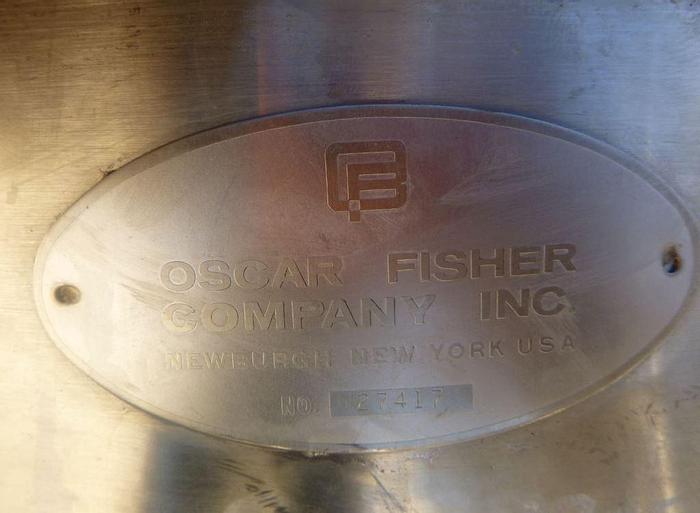 OSCAR FISHER
COMPANY INC.
NEWBURGH NEW YORK USA
NO. 27417